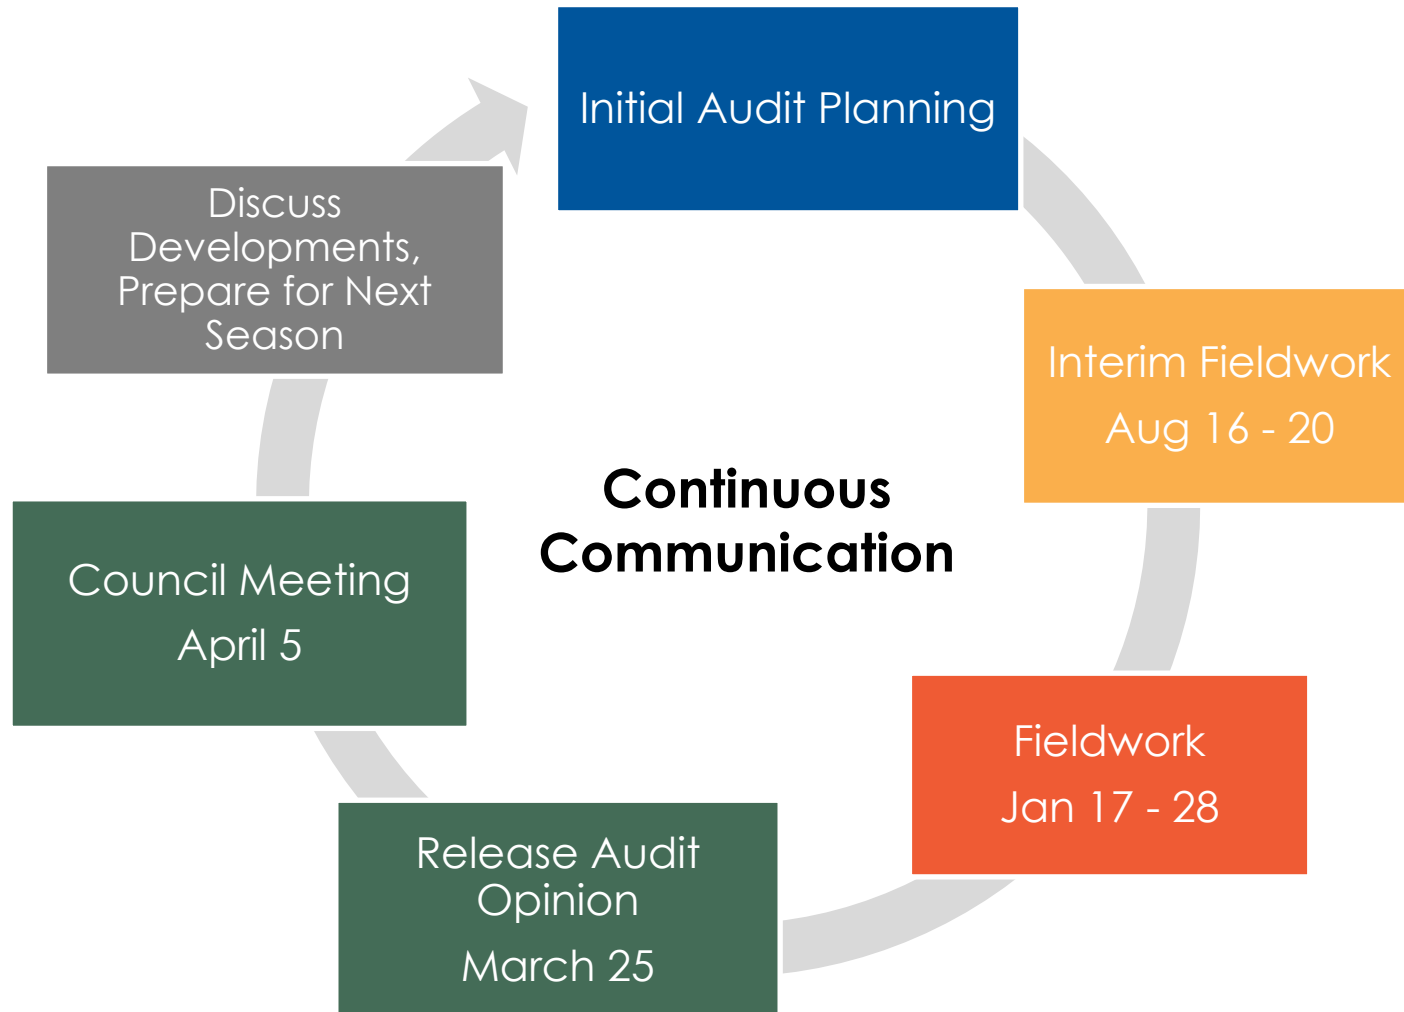 Initial Audit Planning
Interim Fieldwork
Aug 16 - 20
Fieldwork
Jan 17 - 28
Release Audit
Opinion
March 25
Council Meeting
April 5
Discuss
Developments,
Prepare for Next
Season
Continuous
Communication